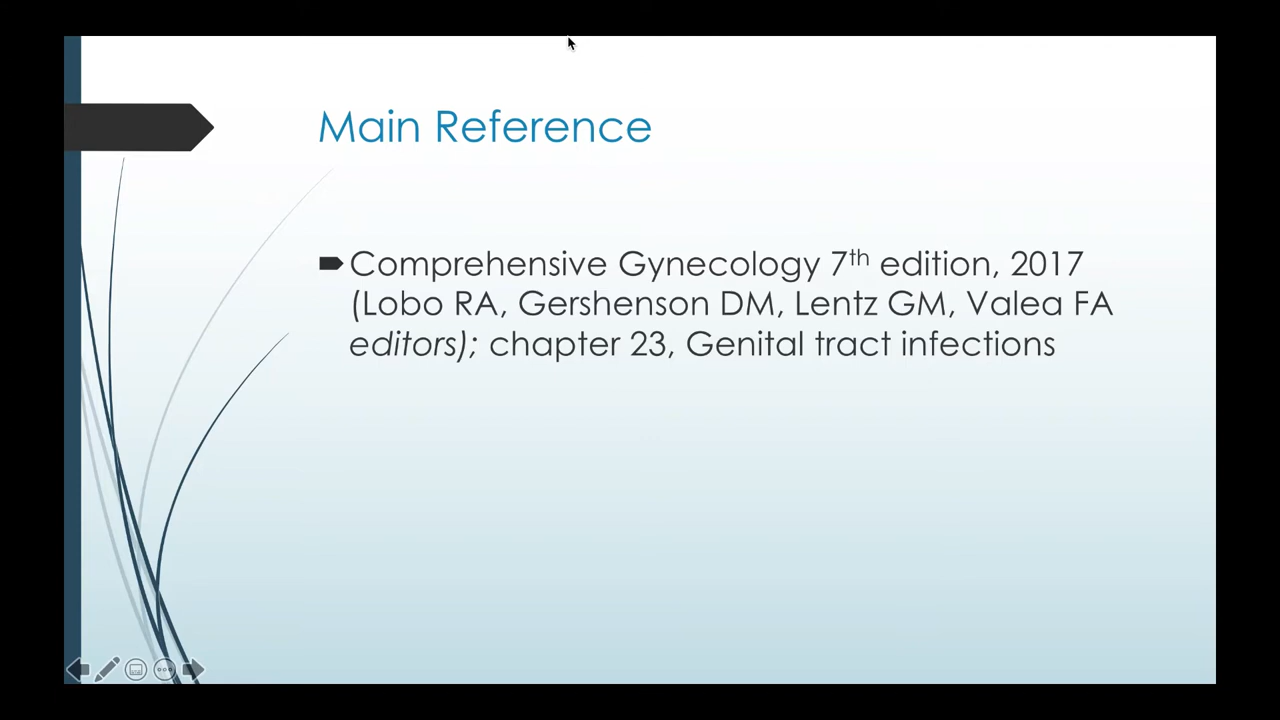 Main Reference
Comprehensive Gynecology 7th edition, 2017
(Lobo RA, Gershenson DM, Lentz GM, Valea FA
editors); chapter 23, Genital tract infections